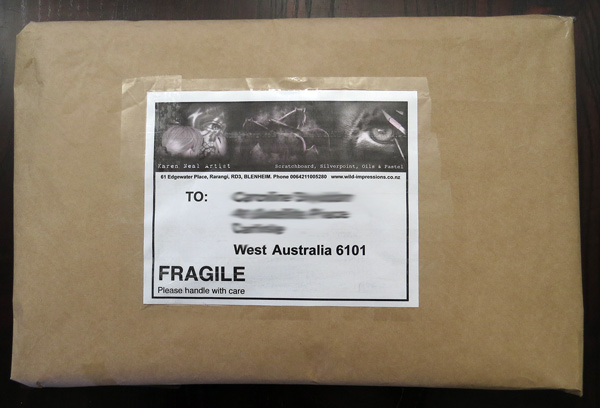 Karen Neal Artist
Scratchboard, Silverpoint, Oils & Pastel
61 Edgewater Place, Rarangi, RD3, BLENHEIM. Phone 0064211005280 www.wild-impressions.co.nz
TO:
West Australia 6101
FRAGILE
Please handle with care